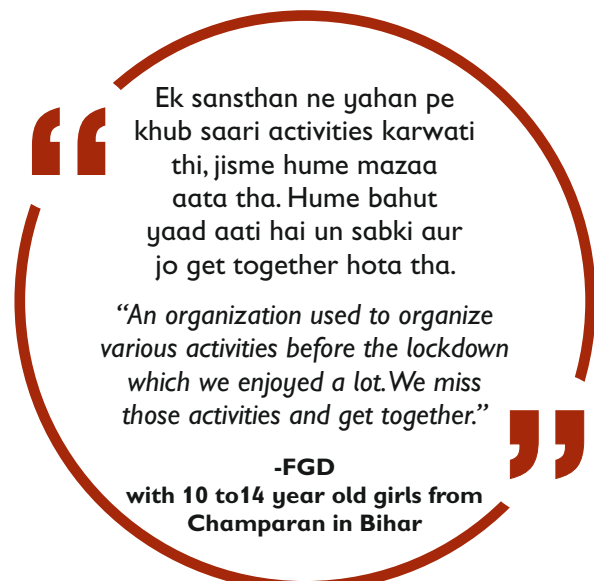 Ek sansthan ne yahan pe
khub saari activities karwati
thi, jisme hume mazaa
aata tha. Hume bahut
yaad aati hai un sabki aur
jo get together hota tha.
“An organization used to organize
various activities before the lockdown
which we enjoyed a lot. We miss
those activities and get together.”
-FGD
with 10 to14 year old girls from
Champaran in Bihar